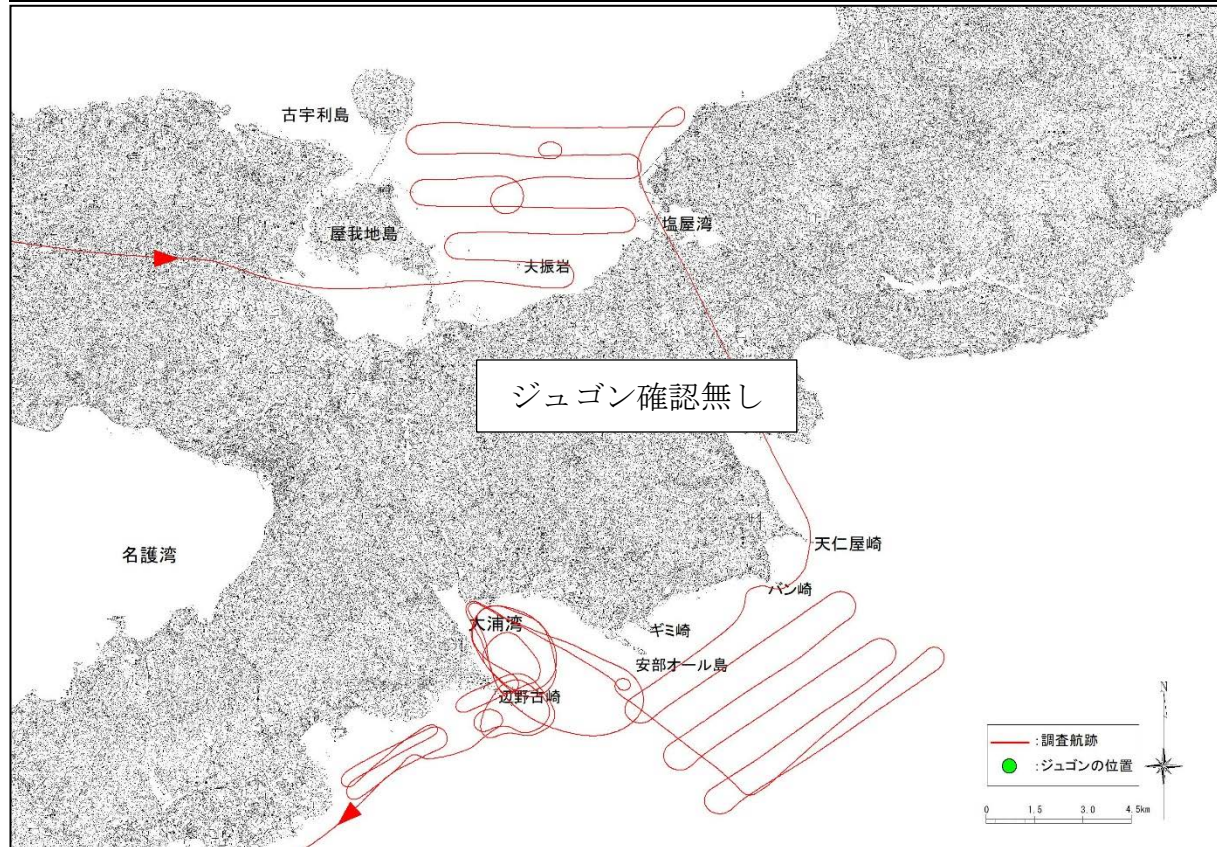 古宇利島
屋我地島
塩屋湾
夫振岩
ジュゴン確認無し
名護湾
天仁屋崎
バン崎
ギミ崎
大浦湾
安部オール島
辺野古崎
N
:調査航跡
:ジュゴンの位置
0 1.5 3.0 4.5km